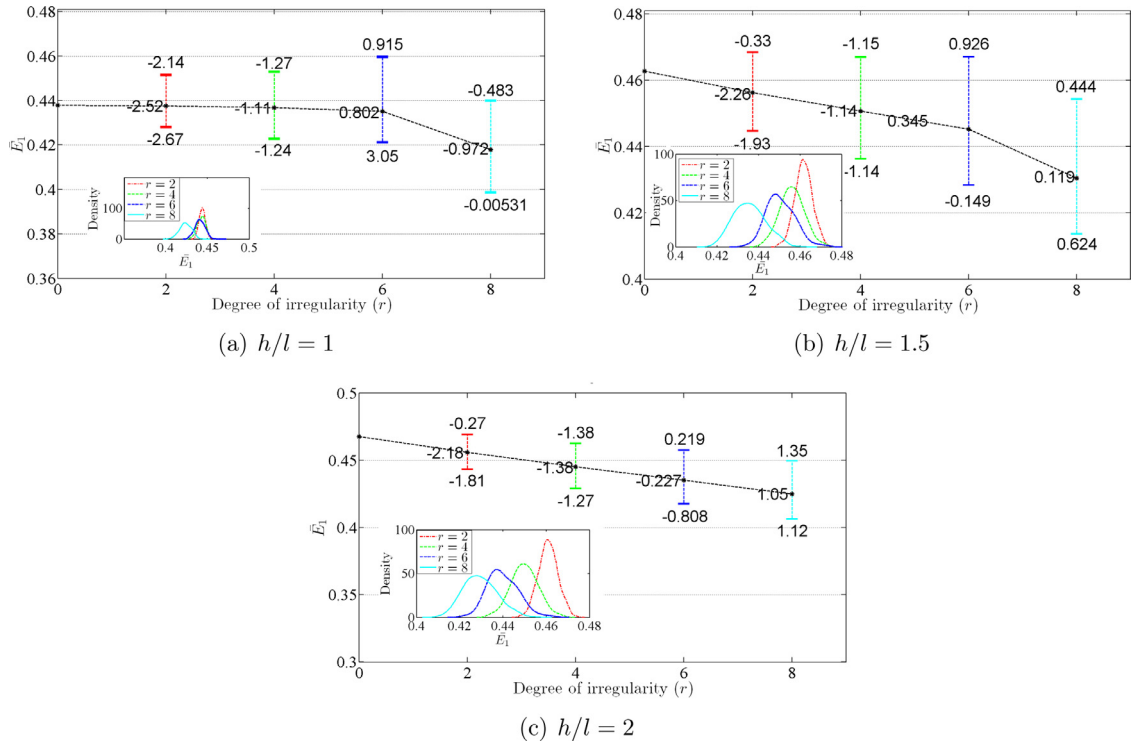 0.48
0.46
0.44
0.42
0.4
0.38
0.36
Ē₁
-2.14
-1.27
0.915
-0.483
-2.52
-1.11
0.802
-0.972
-2.67
-1.24
3.05
-0.00531
r = 2
r = 4
r = 6
r = 8
Density
100
0
0.4 0.45 0.5
Ē₁
0 2 4 6 8
Degree of irregularity (r)
(a) h/l = 1
0.48
0.46
0.44
0.42
0.4
Ē₁
-0.33
-1.15
0.926
0.444
-2.26
-1.14
0.345
0.119
-1.93
-1.14
-0.149
0.624
r = 2
r = 4
r = 6
r = 8
Density
100
50
0
0.4 0.42 0.44 0.46 0.48
Ē₁
0 2 4 6 8
Degree of irregularity (r)
(b) h/l = 1.5
0.5
0.45
0.4
0.35
0.3
Ē₁
-0.27
-1.38
0.219
1.35
-2.18
-1.38
-0.227
1.05
-1.81
-1.27
-0.808
1.12
r = 2
r = 4
r = 6
r = 8
Density
100
50
0
0.4 0.42 0.44 0.46 0.48
Ē₁
0 2 4 6 8
Degree of irregularity (r)
(c) h/l = 2